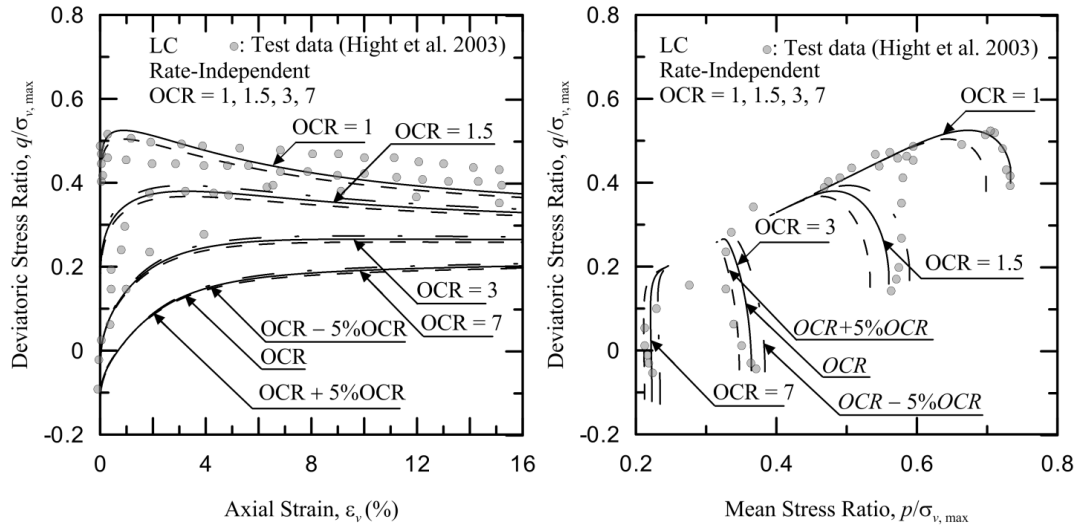 0.8
0.6
0.4
0.2
0
-0.2
Deviatoric Stress Ratio, q/σv, max
LC
: Test data (Hight et al. 2003)
Rate-Independent
OCR = 1, 1.5, 3, 7
OCR = 1
OCR = 1.5
OCR = 3
OCR = 7
OCR − 5%OCR
OCR
OCR + 5%OCR
0
4
8
12
16
Axial Strain, εv (%)
0.8
0.6
0.4
0.2
0
-0.2
Deviatoric Stress Ratio, q/σv, max
LC
: Test data (Hight et al. 2003)
Rate-Independent
OCR = 1, 1.5, 3, 7
OCR = 1
OCR = 3
OCR = 1.5
OCR+5%OCR
OCR
OCR = 7
OCR − 5%OCR
0.2
0.4
0.6
0.8
Mean Stress Ratio, p/σv, max